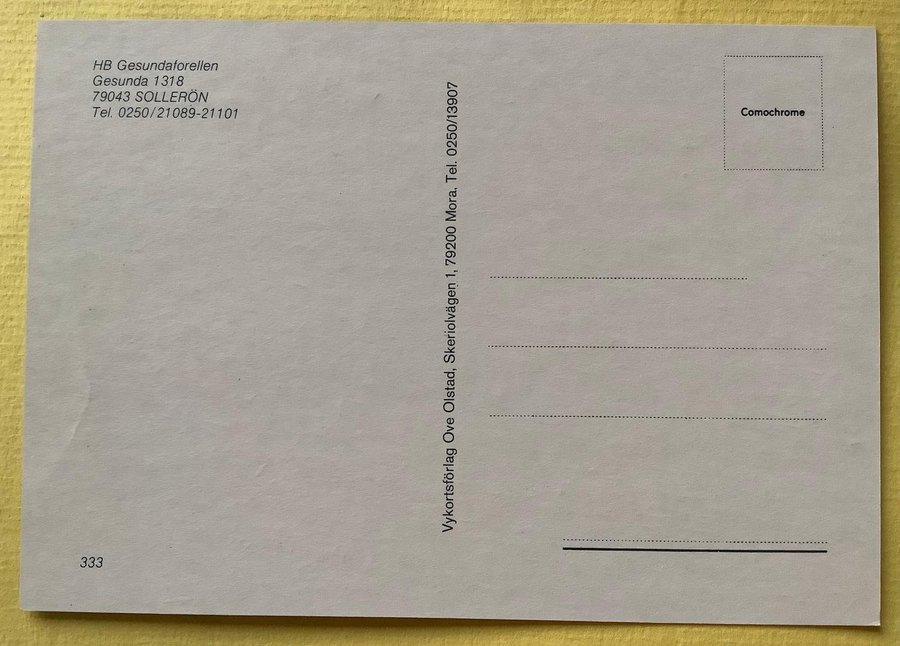 HB Gesundaforellen
Gesunda 1318
79043 SOLLERÖN
Tel. 0250/21089-21101
333
Vykortsförlag Ove Olstad, Skeriolvägen 1, 79200 Mora. Tel. 0250/13907
Comochrome